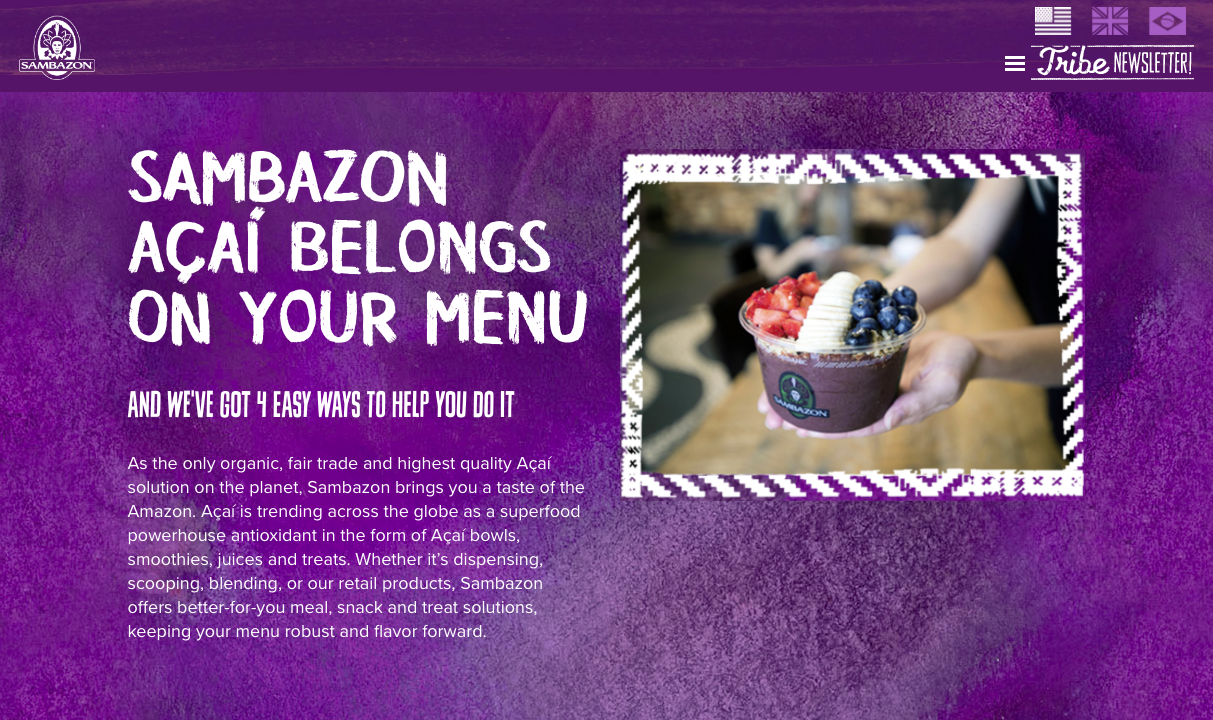 SAMBAZON
Tribe NEWSLETTER!
SAMBAZON
AÇAÍ BELONGS
ON YOUR MENU
AND WE'VE GOT 4 EASY WAYS TO HELP YOU DO IT
As the only organic, fair trade and highest quality Açaí
solution on the planet, Sambazon brings you a taste of the
Amazon. Açaí is trending across the globe as a superfood
powerhouse antioxidant in the form of Açaí bowls,
smoothies, juices and treats. Whether it’s dispensing,
scooping, blending, or our retail products, Sambazon
offers better-for-you meal, snack and treat solutions,
keeping your menu robust and flavor forward.
SAMBAZON